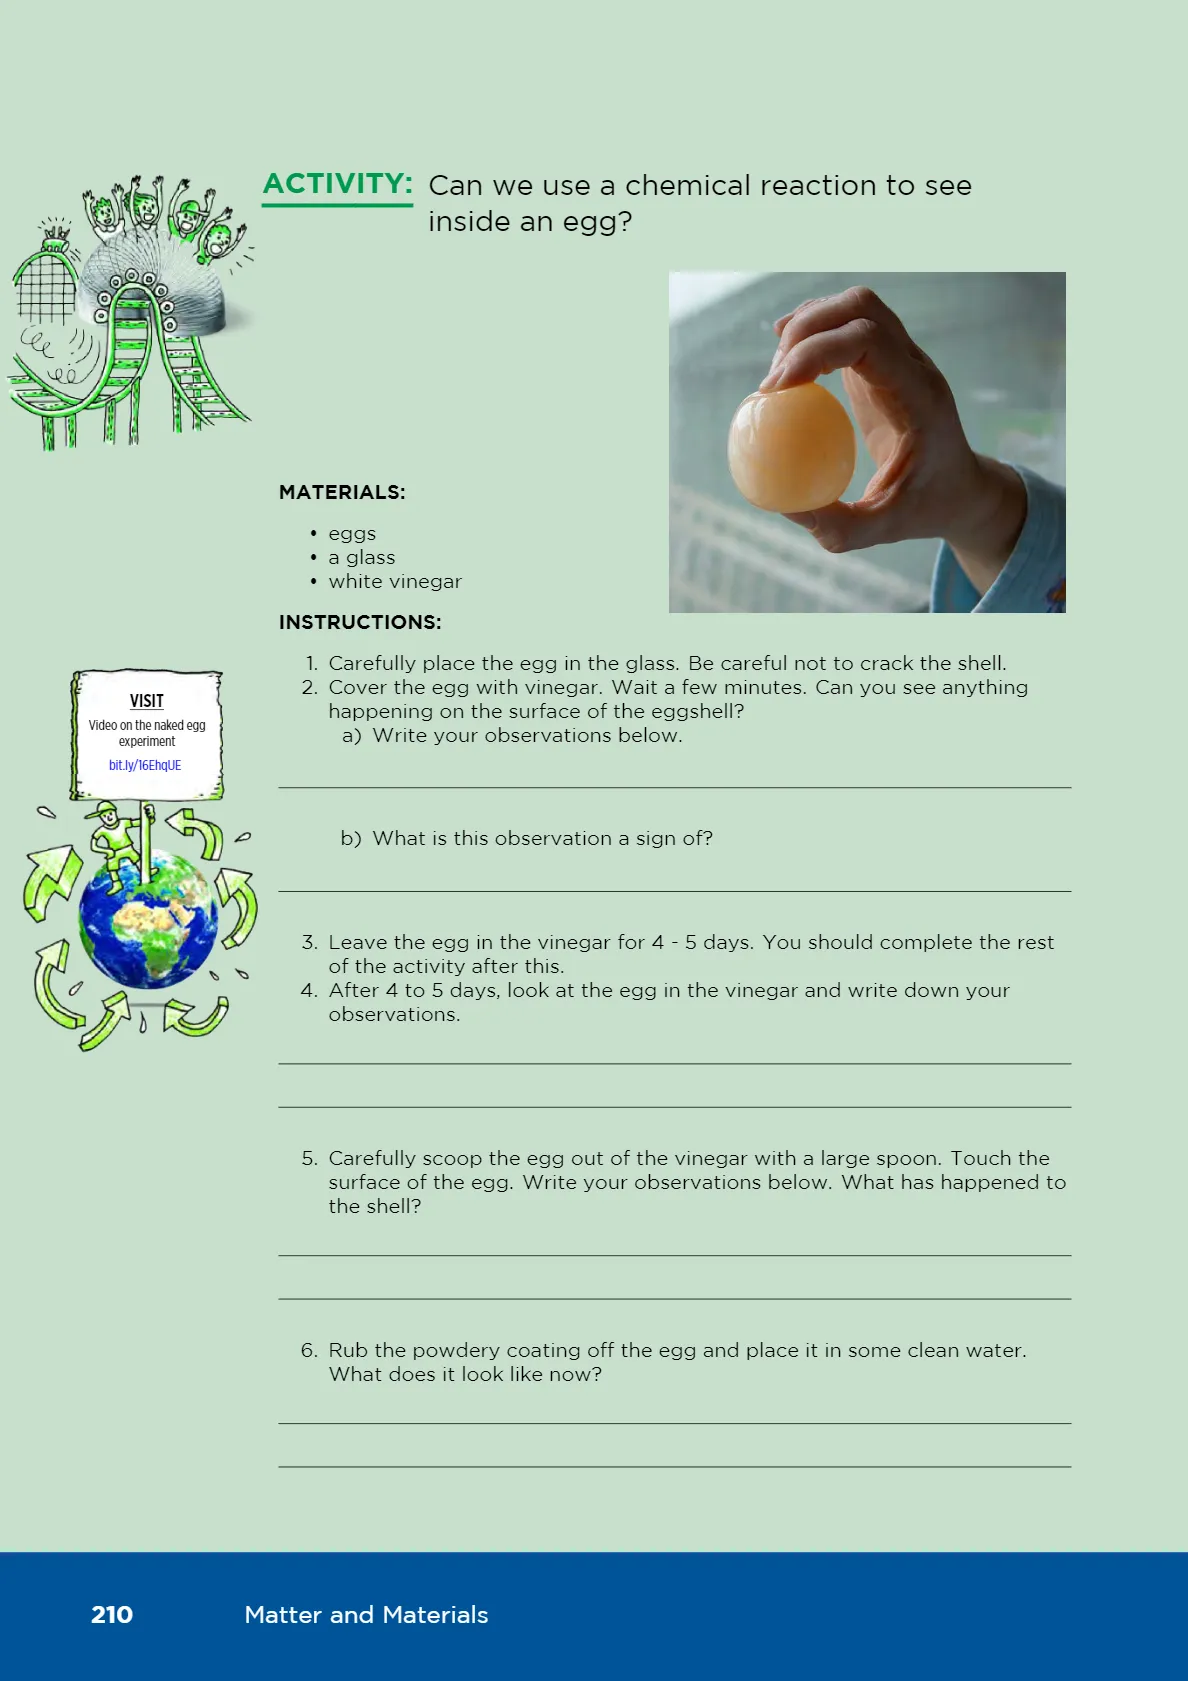 ACTIVITY: Can we use a chemical reaction to see
inside an egg?
MATERIALS:
• eggs
• a glass
• white vinegar
INSTRUCTIONS:
1. Carefully place the egg in the glass. Be careful not to crack the shell.
2. Cover the egg with vinegar. Wait a few minutes. Can you see anything
happening on the surface of the eggshell?
a) Write your observations below.
VISIT
Video on the naked egg
experiment
bit.ly/16EhqUE
b) What is this observation a sign of?
3. Leave the egg in the vinegar for 4 - 5 days. You should complete the rest
of the activity after this.
4. After 4 to 5 days, look at the egg in the vinegar and write down your
observations.
5. Carefully scoop the egg out of the vinegar with a large spoon. Touch the
surface of the egg. Write your observations below. What has happened to
the shell?
6. Rub the powdery coating off the egg and place it in some clean water.
What does it look like now?
210 Matter and Materials